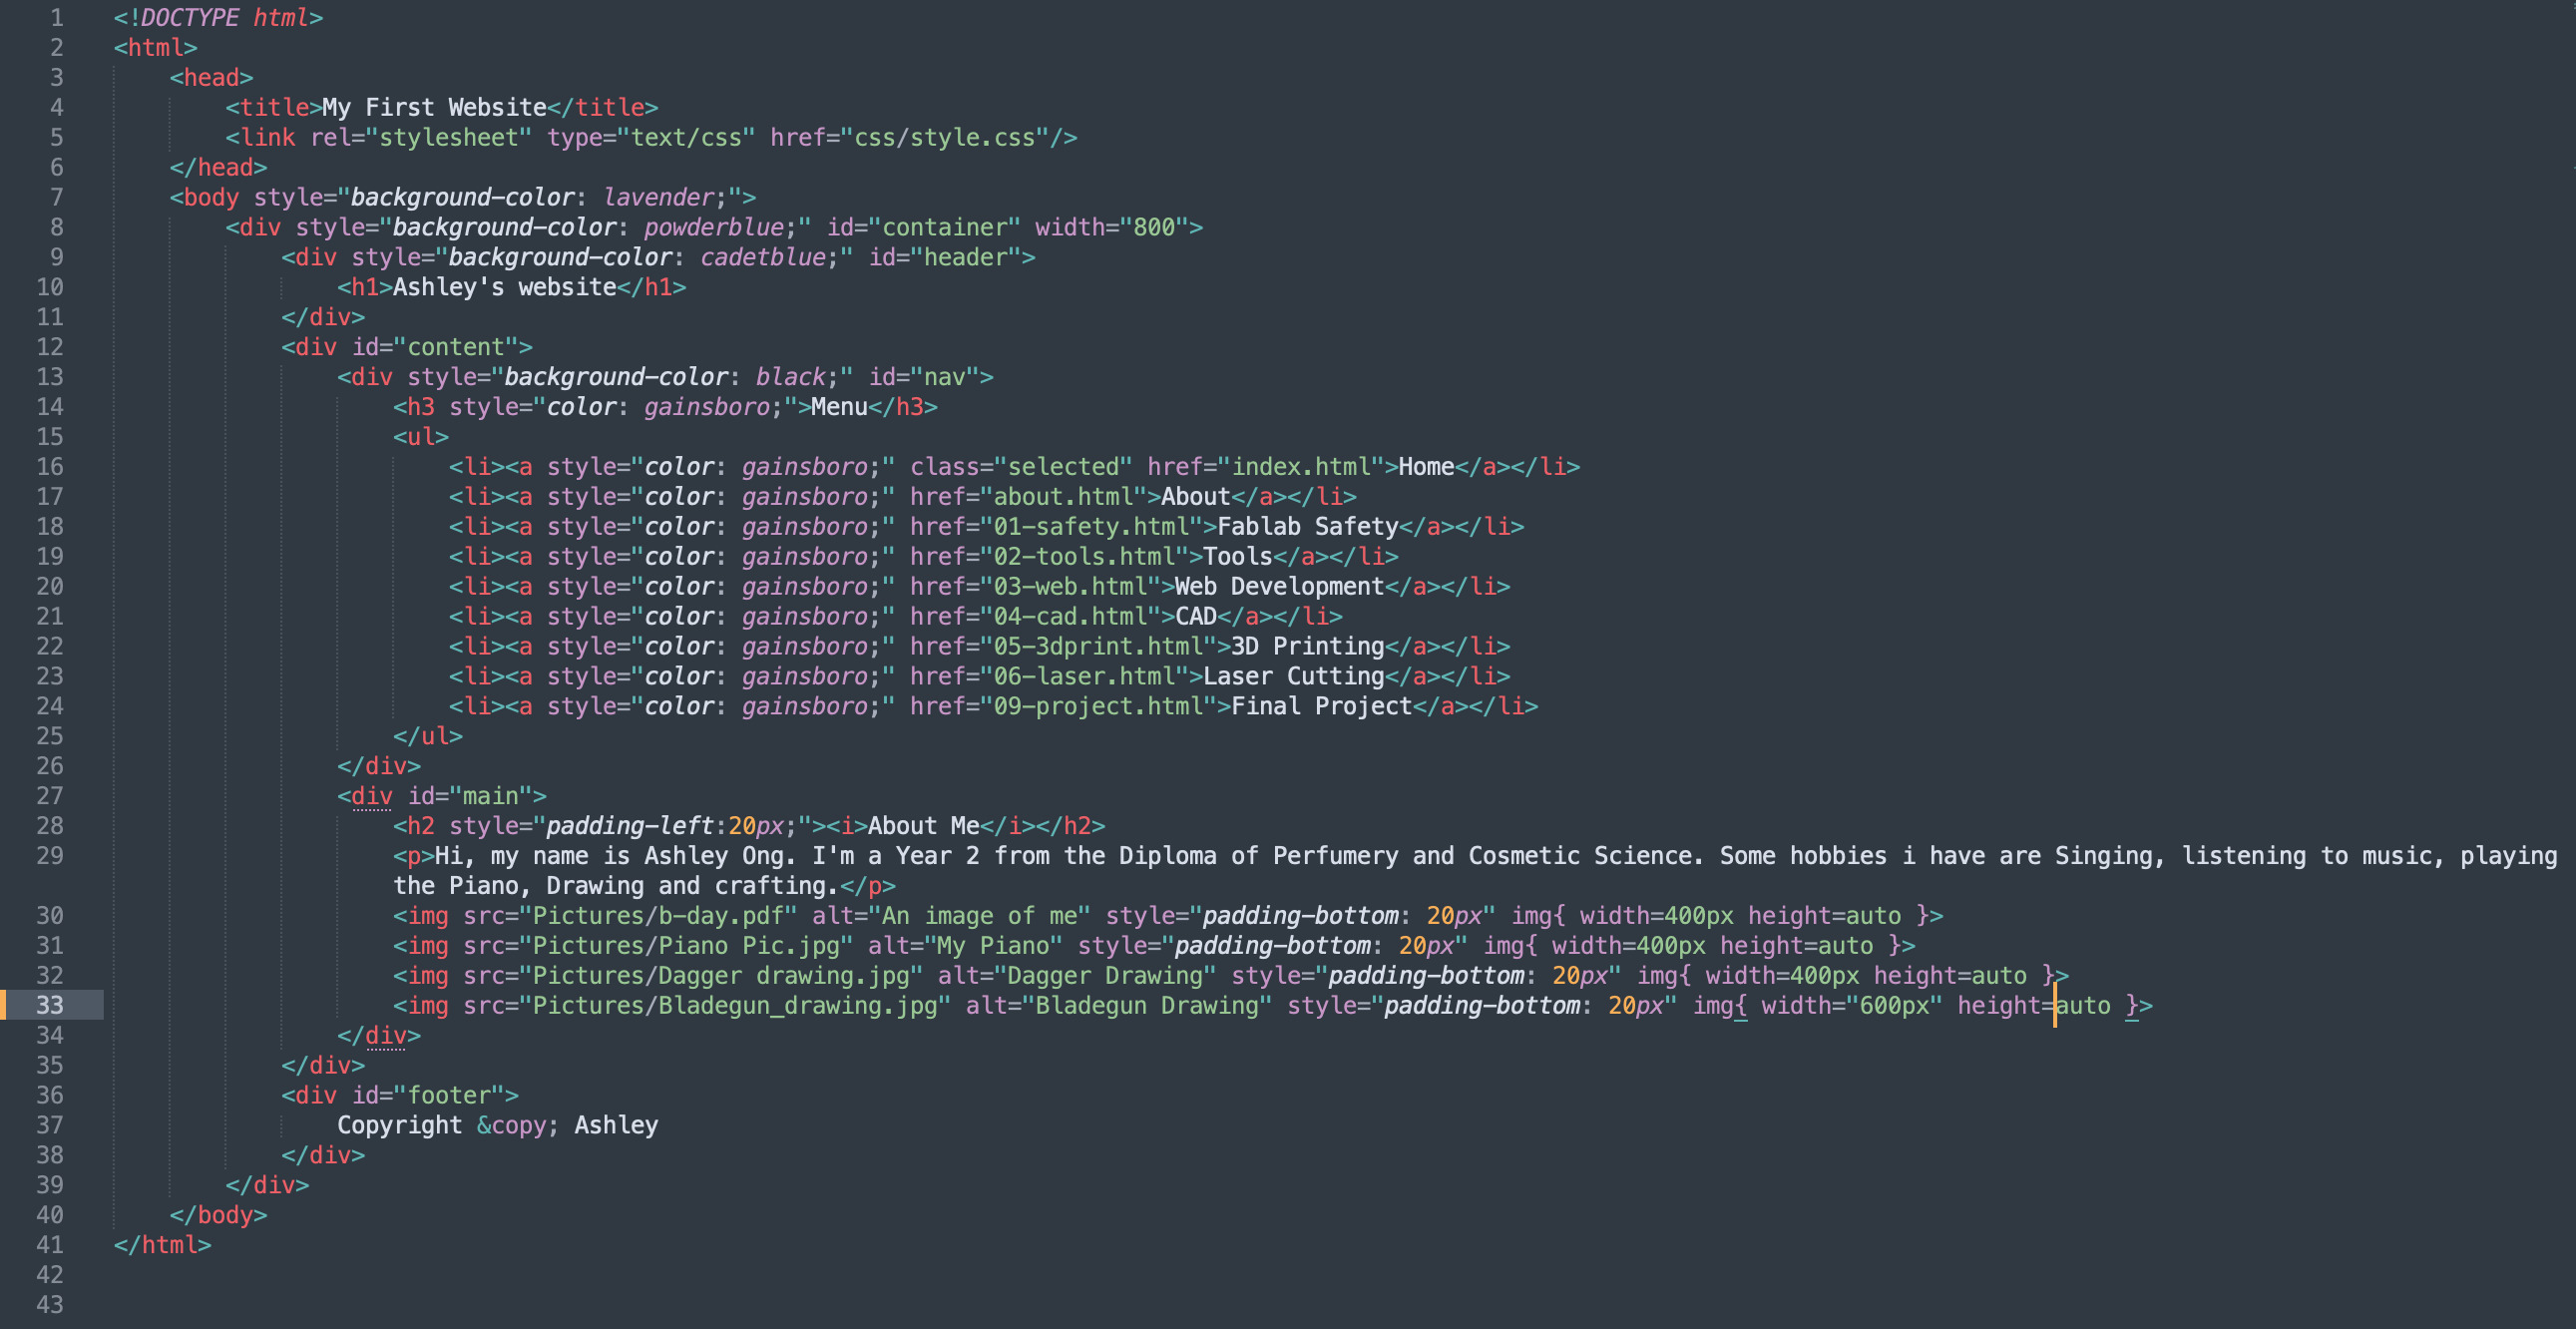 1 <!DOCTYPE html>
2 <html>
3 <head>
4 <title>My First Website</title>
5 <link rel="stylesheet" type="text/css" href="css/style.css"/>
6 </head>
7 <body style="background-color: lavender;">
8 <div style="background-color: powderblue;" id="container" width="800">
9 <div style="background-color: cadetblue;" id="header">
10 <h1>Ashley's website</h1>
11 </div>
12 <div id="content">
13 <div style="background-color: black;" id="nav">
14 <h3 style="color: gainsboro;">Menu</h3>
15 <ul>
16 <li><a style="color: gainsboro;" class="selected" href="index.html">Home</a></li>
17 <li><a style="color: gainsboro;" href="about.html">About</a></li>
18 <li><a style="color: gainsboro;" href="01-safety.html">Fablab Safety</a></li>
19 <li><a style="color: gainsboro;" href="02-tools.html">Tools</a></li>
20 <li><a style="color: gainsboro;" href="03-web.html">Web Development</a></li>
21 <li><a style="color: gainsboro;" href="04-cad.html">CAD</a></li>
22 <li><a style="color: gainsboro;" href="05-3dprint.html">3D Printing</a></li>
23 <li><a style="color: gainsboro;" href="06-laser.html">Laser Cutting</a></li>
24 <li><a style="color: gainsboro;" href="09-project.html">Final Project</a></li>
25 </ul>
26 </div>
27 <div id="main">
28 <h2 style="padding-left:20px;"><i>About Me</i></h2>
29 <p>Hi, my name is Ashley Ong. I'm a Year 2 from the Diploma of Perfumery and Cosmetic Science. Some hobbies i have are Singing, listening to music, playing
the Piano, Drawing and crafting.</p>
30 <img src="Pictures/b-day.pdf" alt="An image of me" style="padding-bottom: 20px" img{ width=400px height=auto }>
31 <img src="Pictures/Piano Pic.jpg" alt="My Piano" style="padding-bottom: 20px" img{ width=400px height=auto }>
32 <img src="Pictures/Dagger drawing.jpg" alt="Dagger Drawing" style="padding-bottom: 20px" img{ width=400px height=auto }>
33 <img src="Pictures/Bladegun_drawing.jpg" alt="Bladegun Drawing" style="padding-bottom: 20px" img{ width="600px" height=auto }>
34 </div>
35 </div>
36 <div id="footer">
37 Copyright &copy; Ashley
38 </div>
39 </div>
40 </body>
41 </html>
42
43